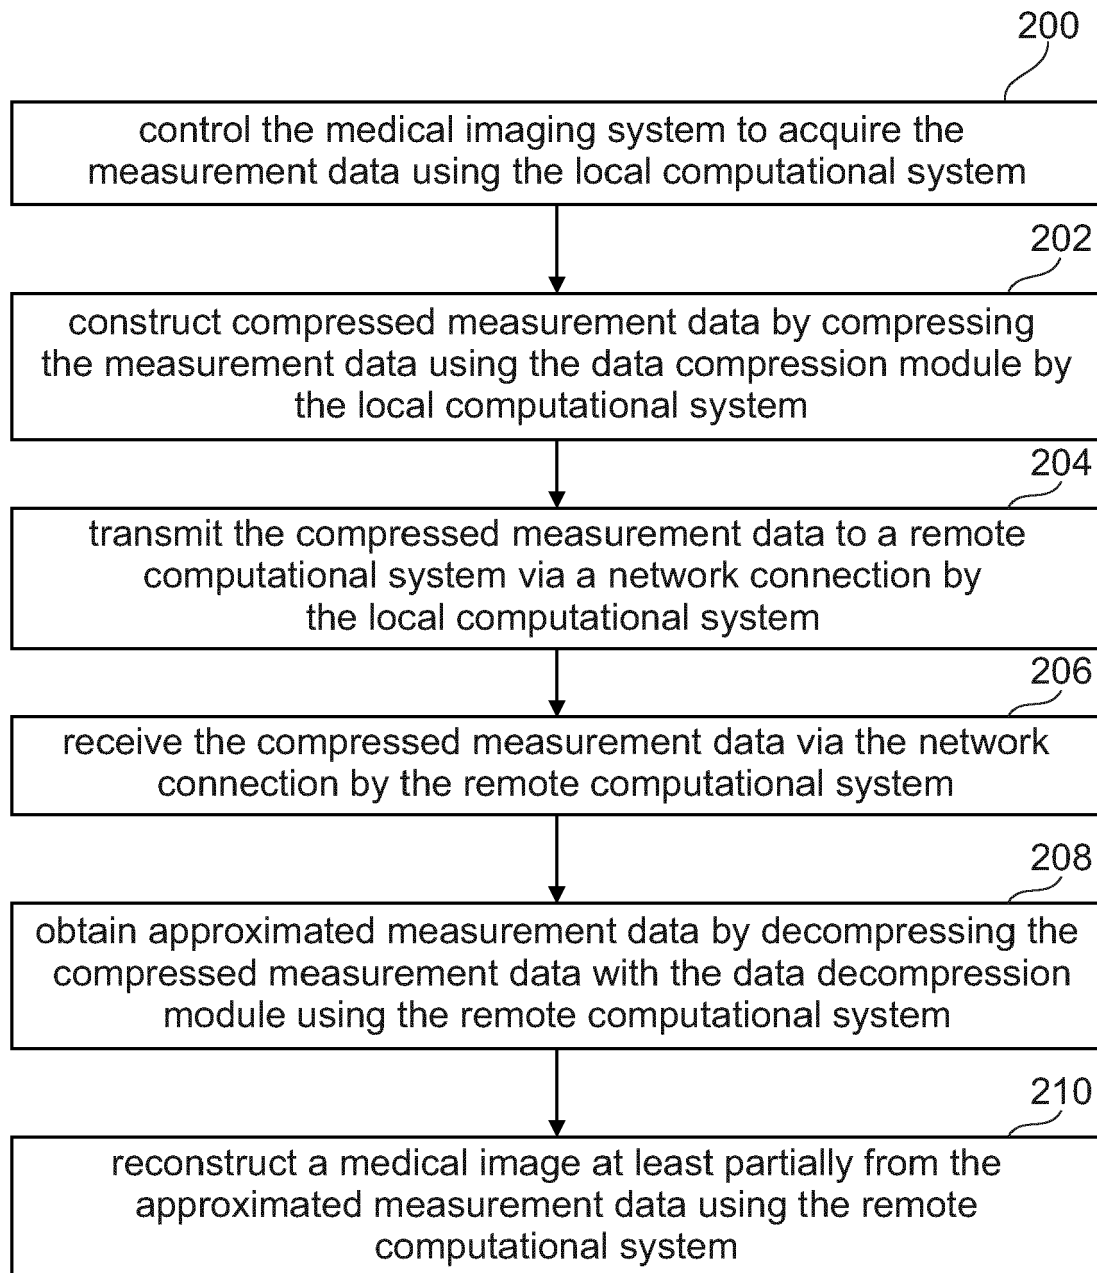 200
control the medical imaging system to acquire the
measurement data using the local computational system
202
construct compressed measurement data by compressing
the measurement data using the data compression module by
the local computational system
204
transmit the compressed measurement data to a remote
computational system via a network connection by
the local computational system
206
receive the compressed measurement data via the network
connection by the remote computational system
208
obtain approximated measurement data by decompressing the
compressed measurement data with the data decompression
module using the remote computational system
210
reconstruct a medical image at least partially from the
approximated measurement data using the remote
computational system